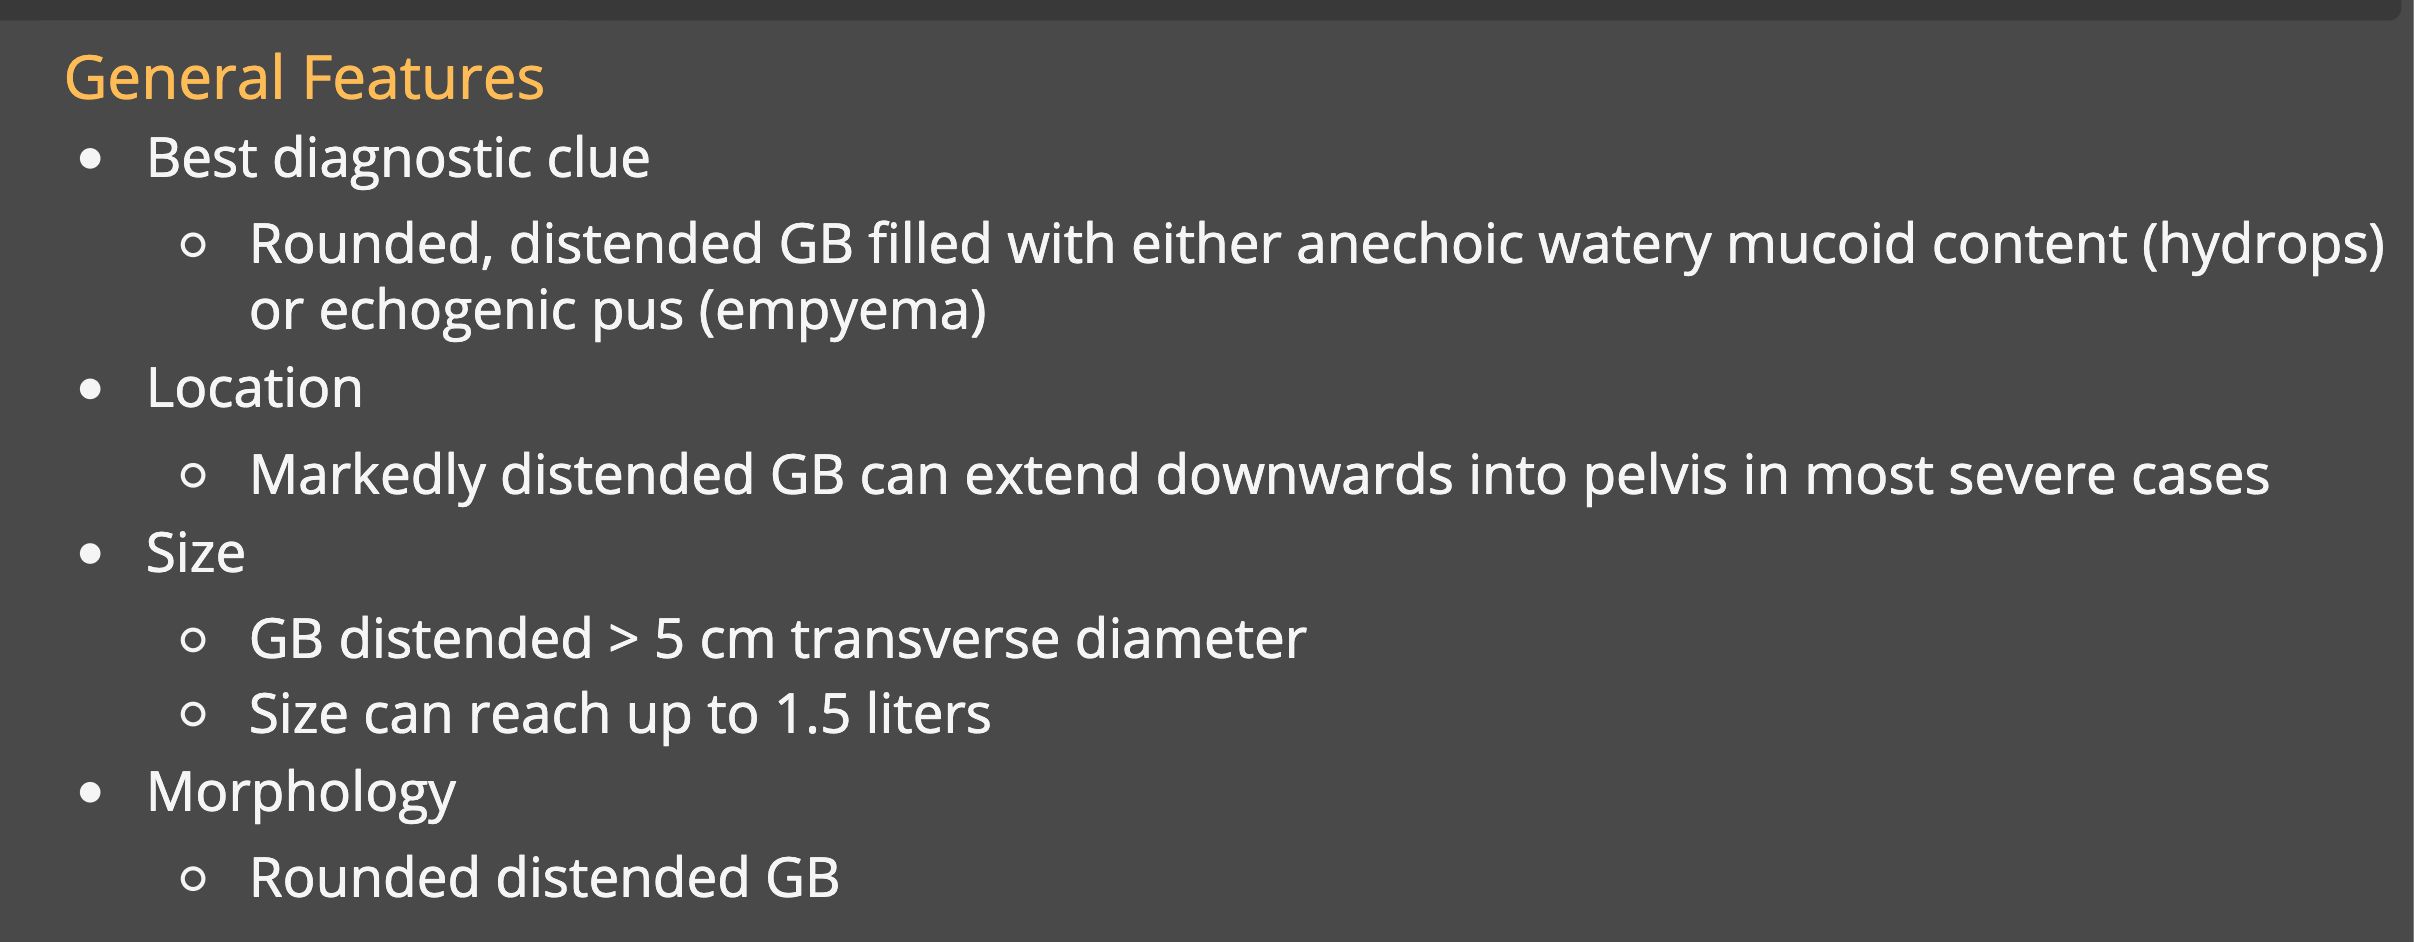 General Features
● Best diagnostic clue
○ Rounded, distended GB filled with either anechoic watery mucoid content (hydrops)
or echogenic pus (empyema)
● Location
○ Markedly distended GB can extend downwards into pelvis in most severe cases
● Size
○ GB distended > 5 cm transverse diameter
○ Size can reach up to 1.5 liters
● Morphology
○ Rounded distended GB